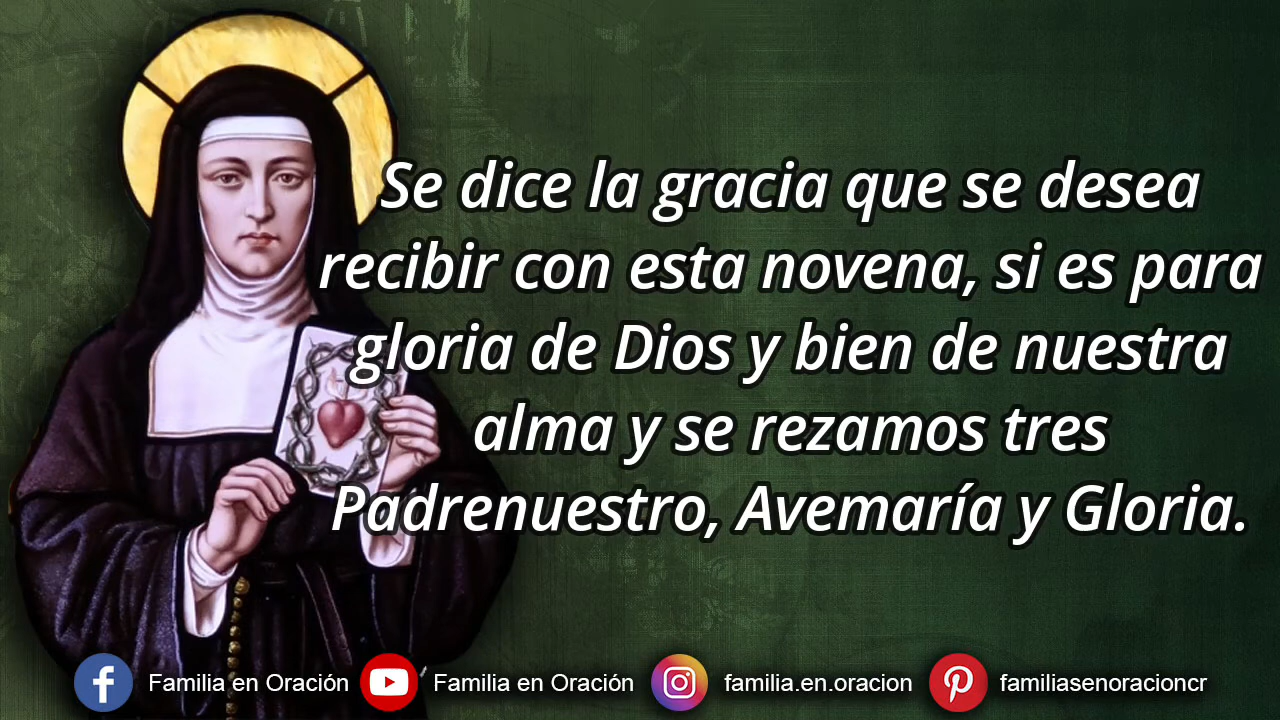 Se dice la gracia que se desea
recibir con esta novena, si es para
gloria de Dios y bien de nuestra
alma y se rezamos tres
Padrenuestro, Avemaría y Gloria.
Familia en Oración
Familia en Oración
familia.en.oracion
familiasenoracioncr